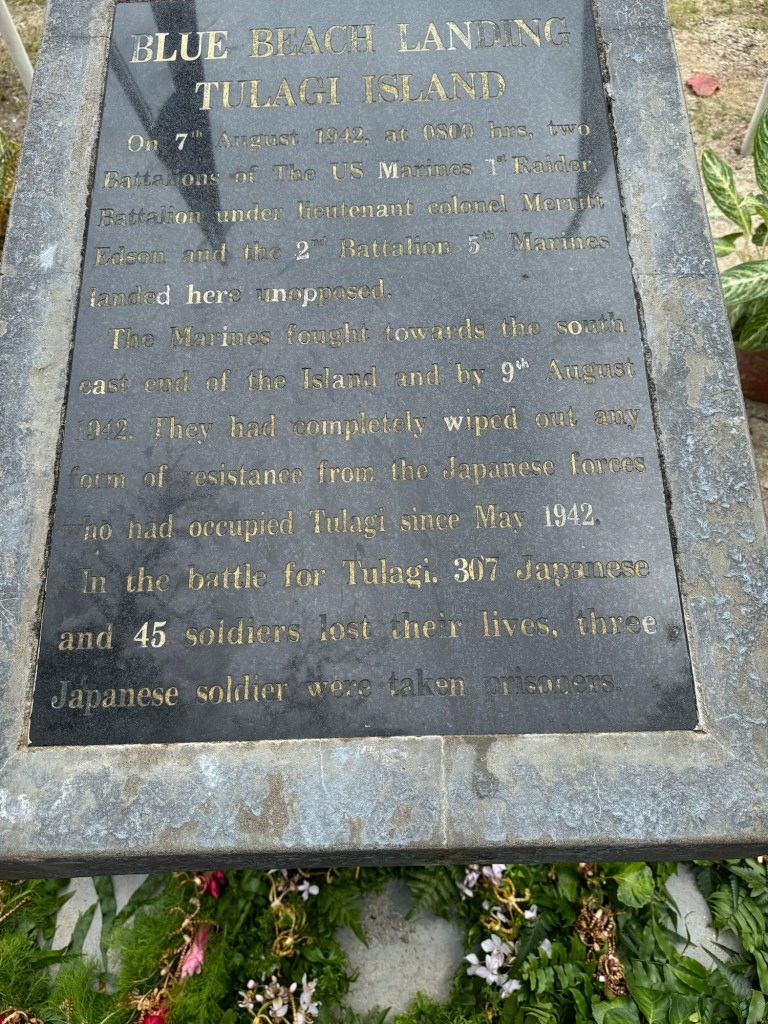 BLUE BEACH LANDING
TULAGI ISLAND
On 7th August 1942, at 0800 hrs, two
Battalions of The US Marines 1st Raider,
Battalion under lieutenant colonel Merritt
Edson and the 2nd Battalion 5th Marines
landed here unopposed.
The Marines fought towards the south
east end of the Island and by 9th August
1942. They had completely wiped out any
form of resistance from the Japanese forces
who had occupied Tulagi since May 1942.
In the battle for Tulagi. 307 Japanese
and 45 soldiers lost their lives, three
Japanese soldier were taken prisoners.